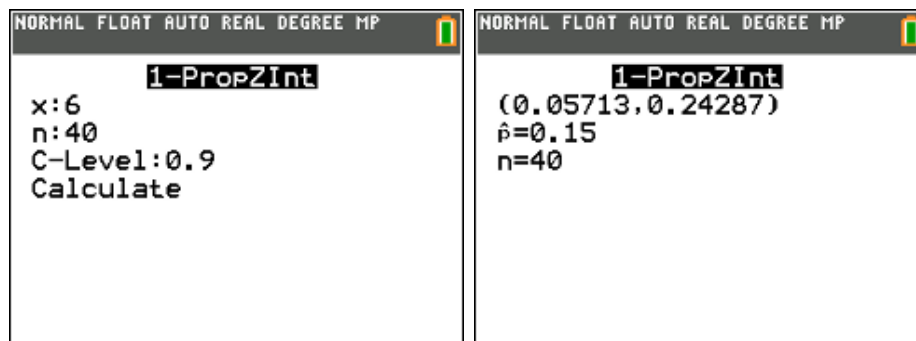 NORMAL FLOAT AUTO REAL DEGREE MP
1-PropZInt
x:6
n:40
C-Level:0.9
Calculate
NORMAL FLOAT AUTO REAL DEGREE MP
1-PropZInt
(0.05713,0.24287)
p̂=0.15
n=40